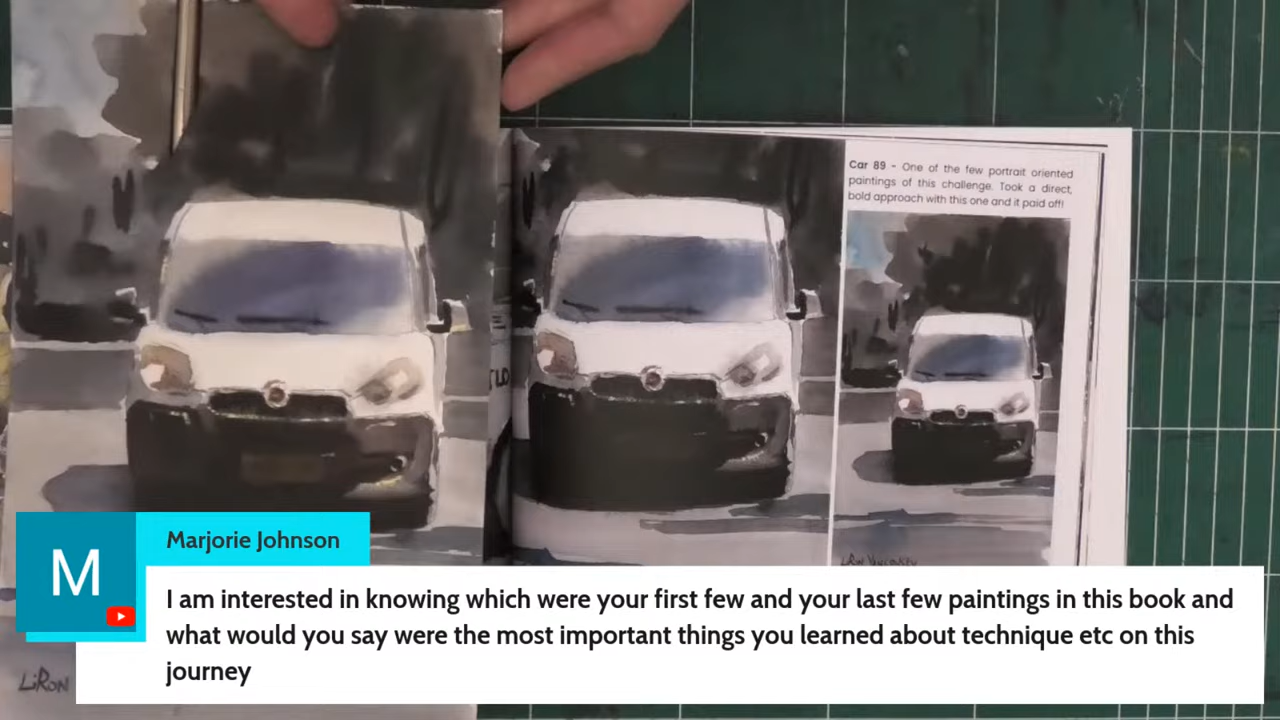 Car 89 - One of the few portrait oriented
paintings of this challenge. Took a direct,
bold approach with this one and it paid off!
M
Marjorie Johnson
I am interested in knowing which were your first few and your last few paintings in this book and
what would you say were the most important things you learned about technique etc on this
journey
LiRON